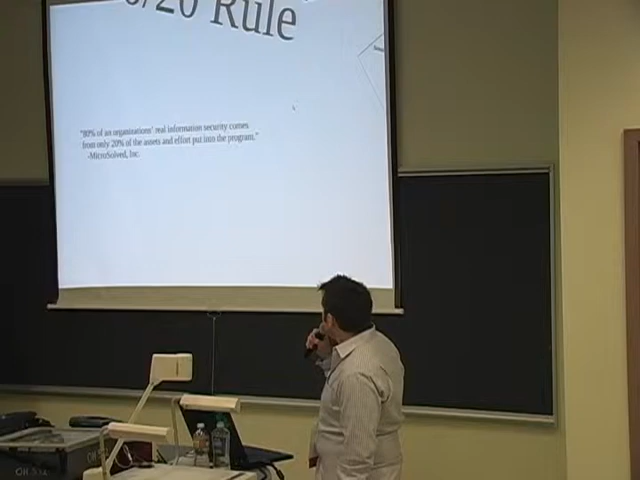 0/20 Rule
"80% of an organizations' real information security comes
from only 20% of the assets and effort put into the program."
-MicroSolved, Inc.